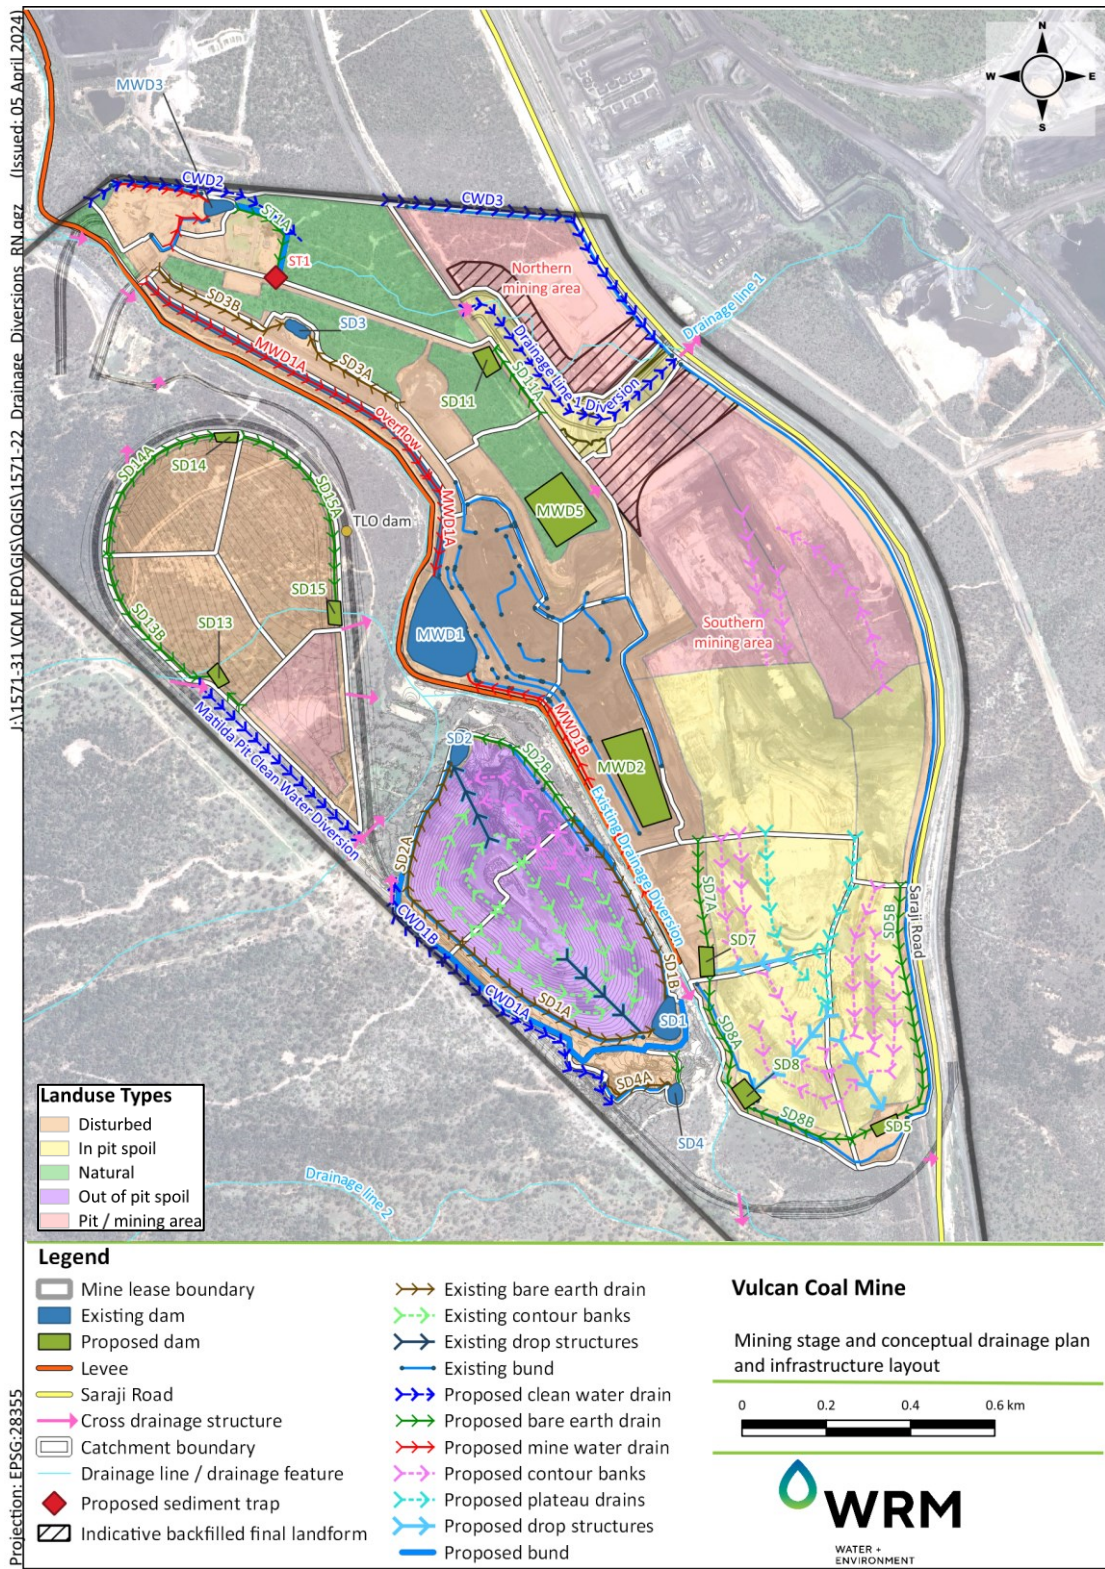 J:\1571-31_VCM EPO\GIS\QGIS\1571-22_Drainage_Diversions_RN.qgz (Issued: 05 April 2024)
Projection: EPSG:28355
N
W
E
S
MWD3
CWD2
CWD3
ST1A
ST1
Northern
mining area
Drainage line 1
SD3B
SD3
MWD1A
SD3A
Drainage Line 1 Diversion
SD11
SD11A
overflow
SD14A
SD14
SD15A
MWD1A
MWD5
TLO dam
SD15
SD13
MWD1
Southern
mining area
SD13B
Matilda Pit Clean Water Diversion
MWD1B
SD2
SD2B
MWD2
Existing Drainage Diversion
SD2A
SD7A
SD5B
Saraji Road
CWD1B
SD7
SD1B
CWD1A
SD1A
SD1
SD8A
SD8
SD4A
SD4
SD8B
SD5
Drainage line 2
Landuse Types
Disturbed
In pit spoil
Natural
Out of pit spoil
Pit / mining area
Legend
Mine lease boundary
Existing dam
Proposed dam
Levee
Saraji Road
Cross drainage structure
Catchment boundary
Drainage line / drainage feature
Proposed sediment trap
Indicative backfilled final landform
Existing bare earth drain
Existing contour banks
Existing drop structures
Existing bund
Proposed clean water drain
Proposed bare earth drain
Proposed mine water drain
Proposed contour banks
Proposed plateau drains
Proposed drop structures
Proposed bund
Vulcan Coal Mine
Mining stage and conceptual drainage plan
and infrastructure layout
0 0.2 0.4 0.6 km
WRM
WATER +
ENVIRONMENT